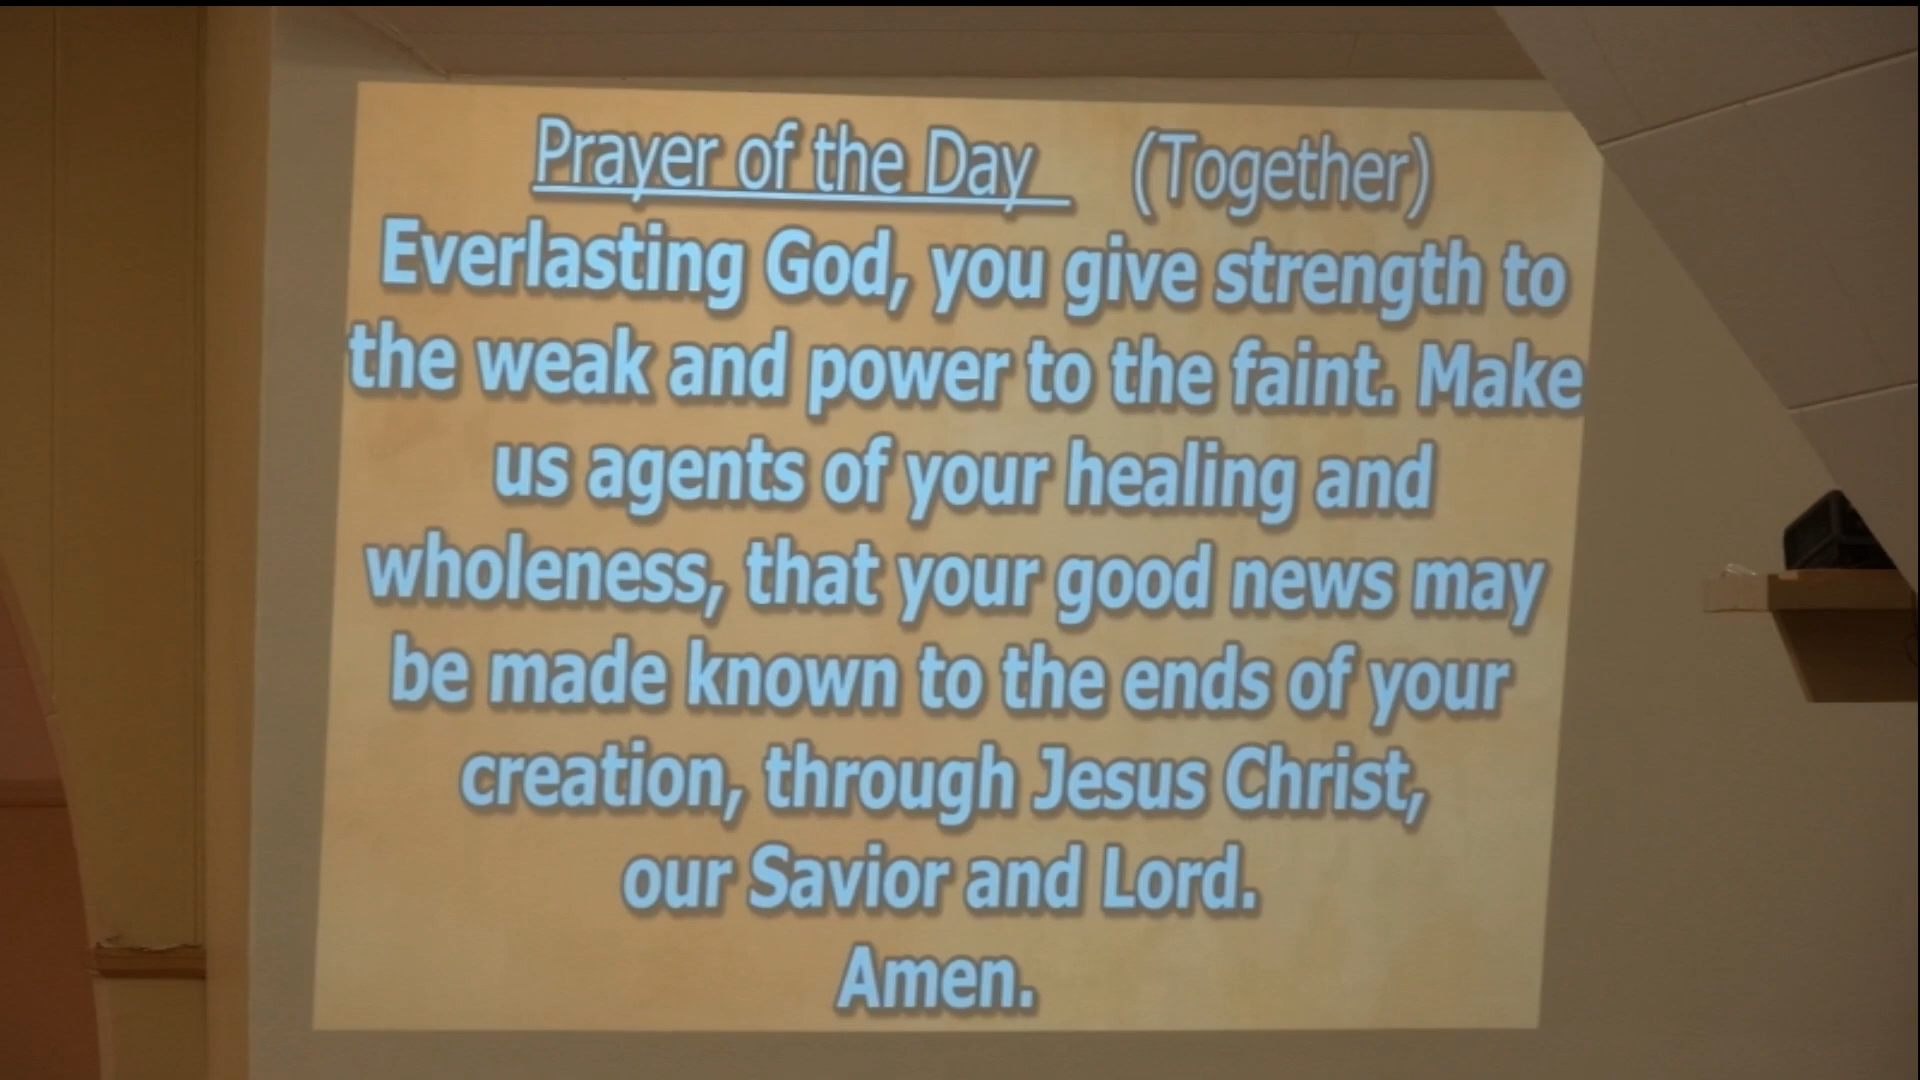 Prayer of the Day (Together)
Everlasting God, you give strength to
the weak and power to the faint. Make
us agents of your healing and
wholeness, that your good news may
be made known to the ends of your
creation, through Jesus Christ,
our Savior and Lord.
Amen.